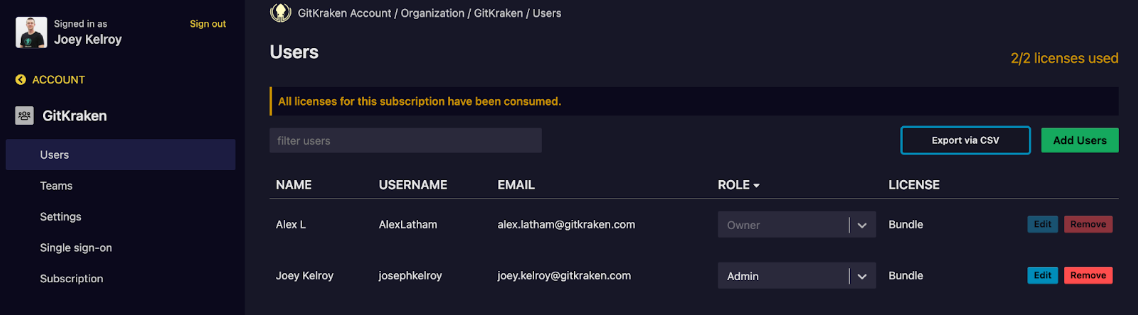 Signed in as
Joey Kelroy
Sign out
ACCOUNT
GitKraken
Users
Teams
Settings
Single sign-on
Subscription
GitKraken Account / Organization / GitKraken / Users
Users
2/2 licenses used
All licenses for this subscription have been consumed.
filter users
Export via CSV
Add Users
NAME USERNAME EMAIL ROLE LICENSE
Alex L AlexLatham alex.latham@gitkraken.com Owner Bundle Edit Remove
Joey Kelroy josephkelroy joey.kelroy@gitkraken.com Admin Bundle Edit Remove